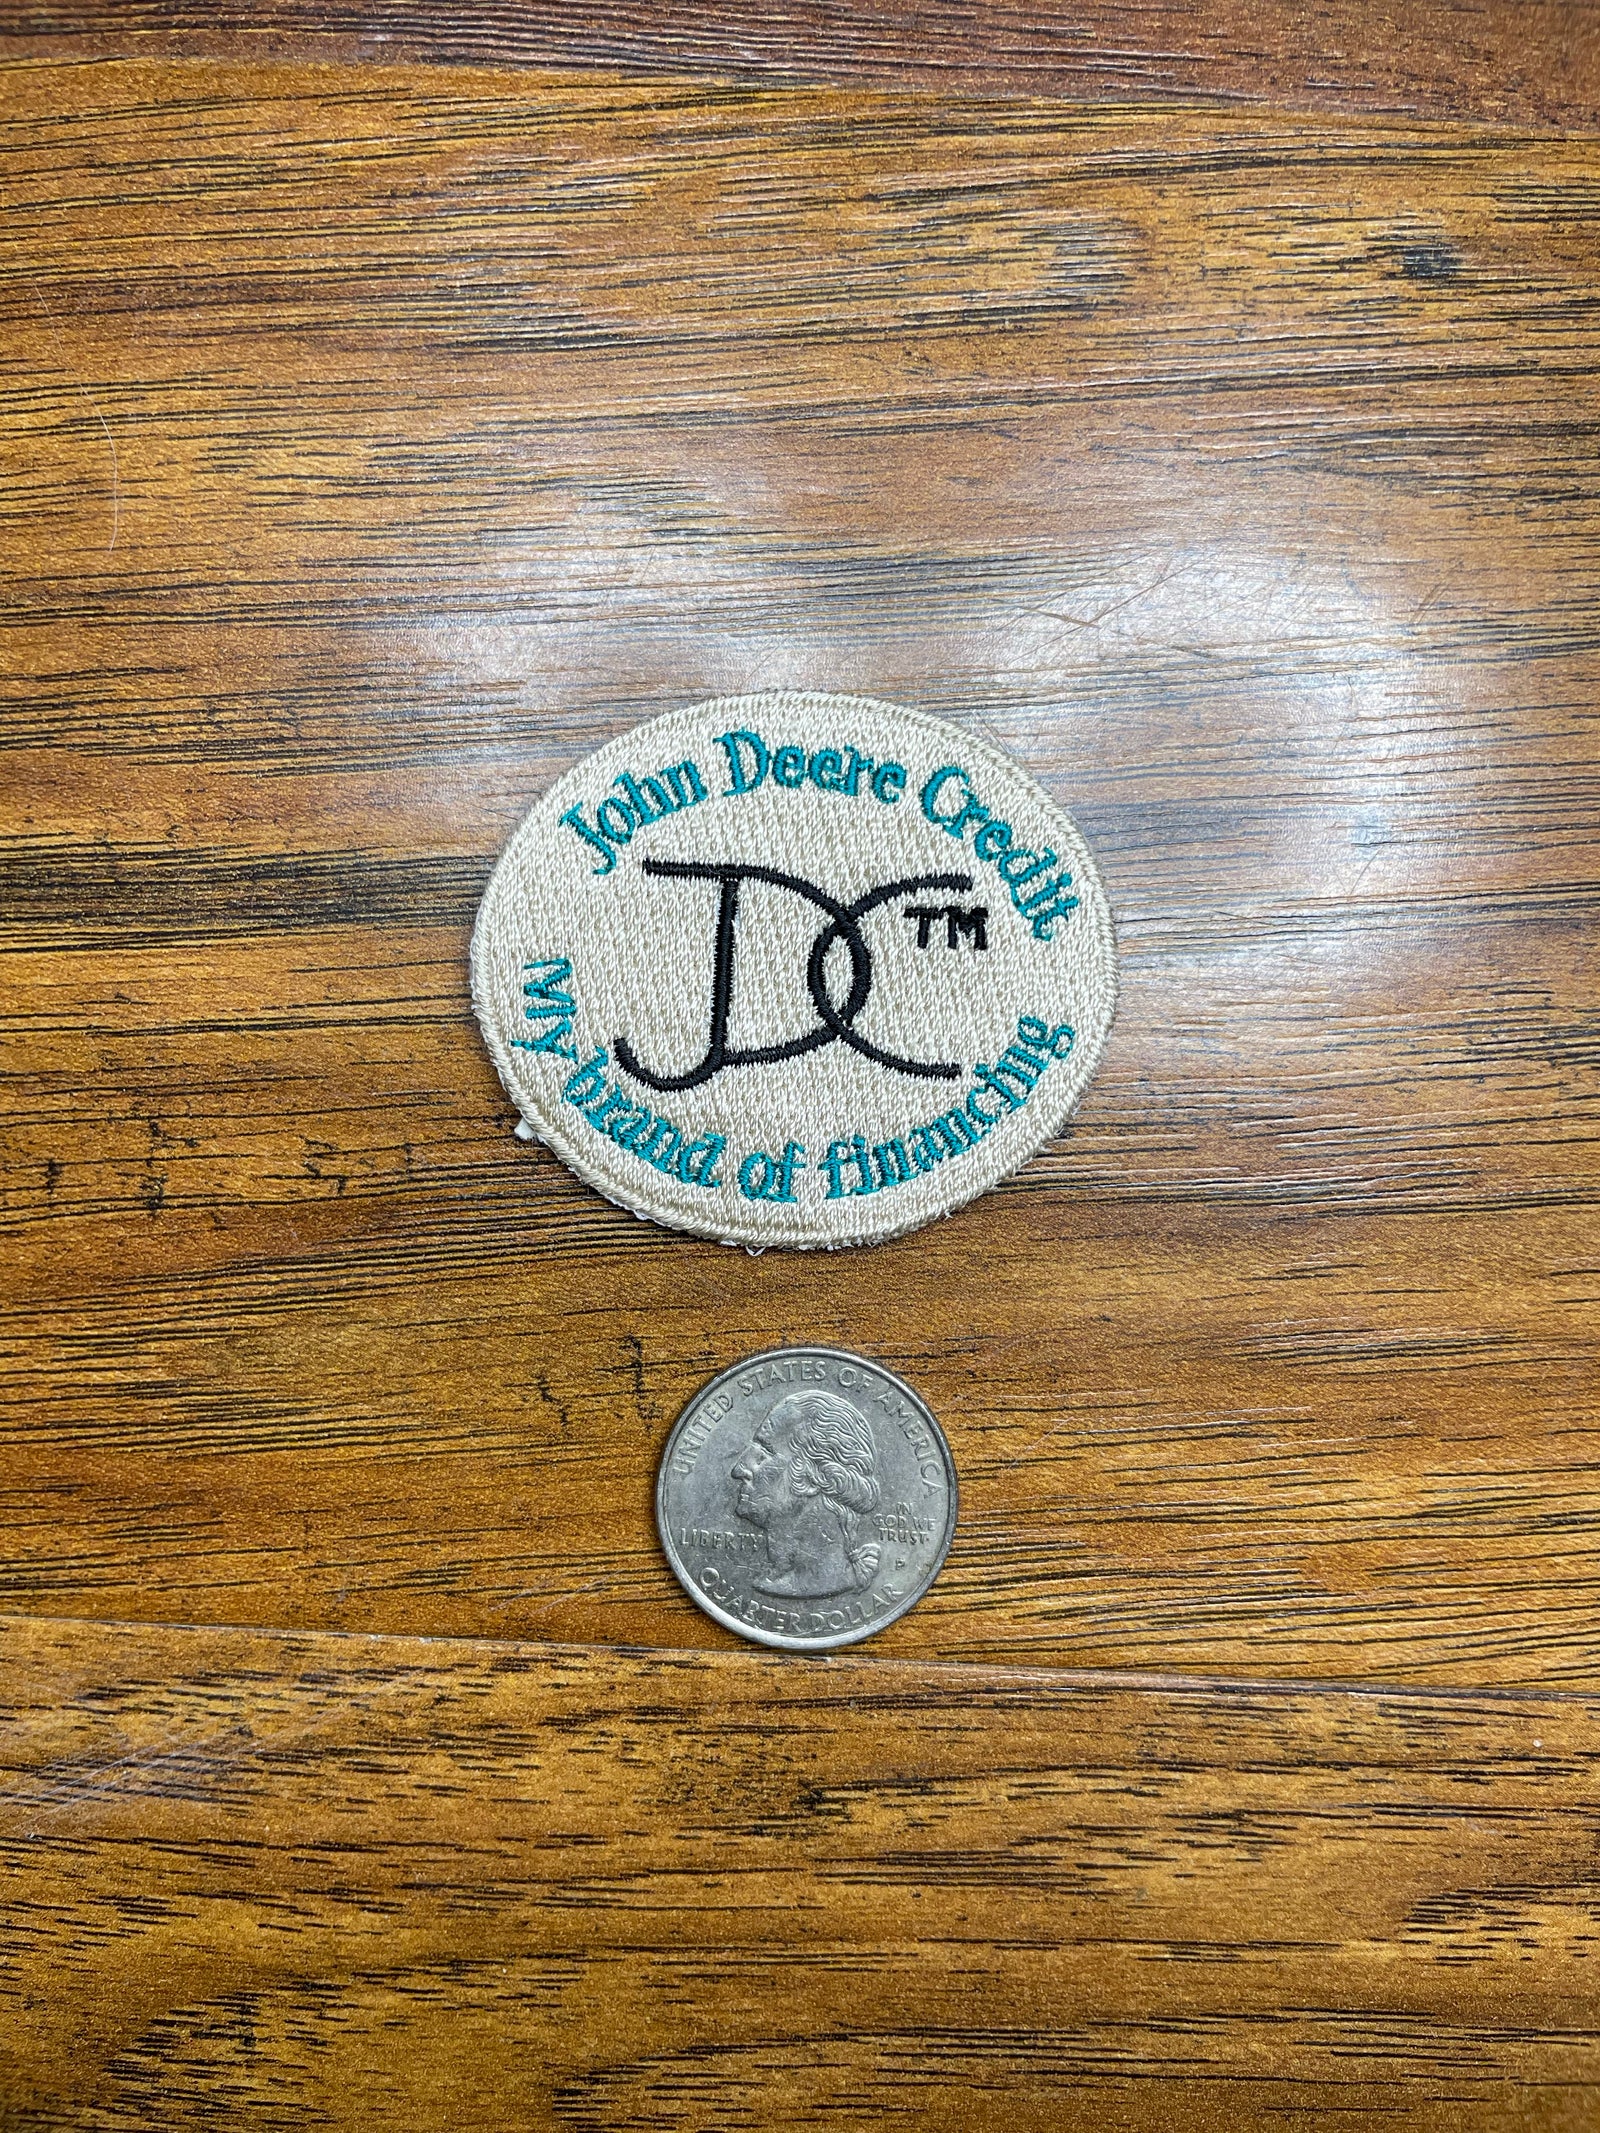 John Deere Credit
JDC™
My brand of financing
UNITED STATES OF AMERICA
LIBERTY
IN
GOD WE
TRUST
P
QUARTER DOLLAR